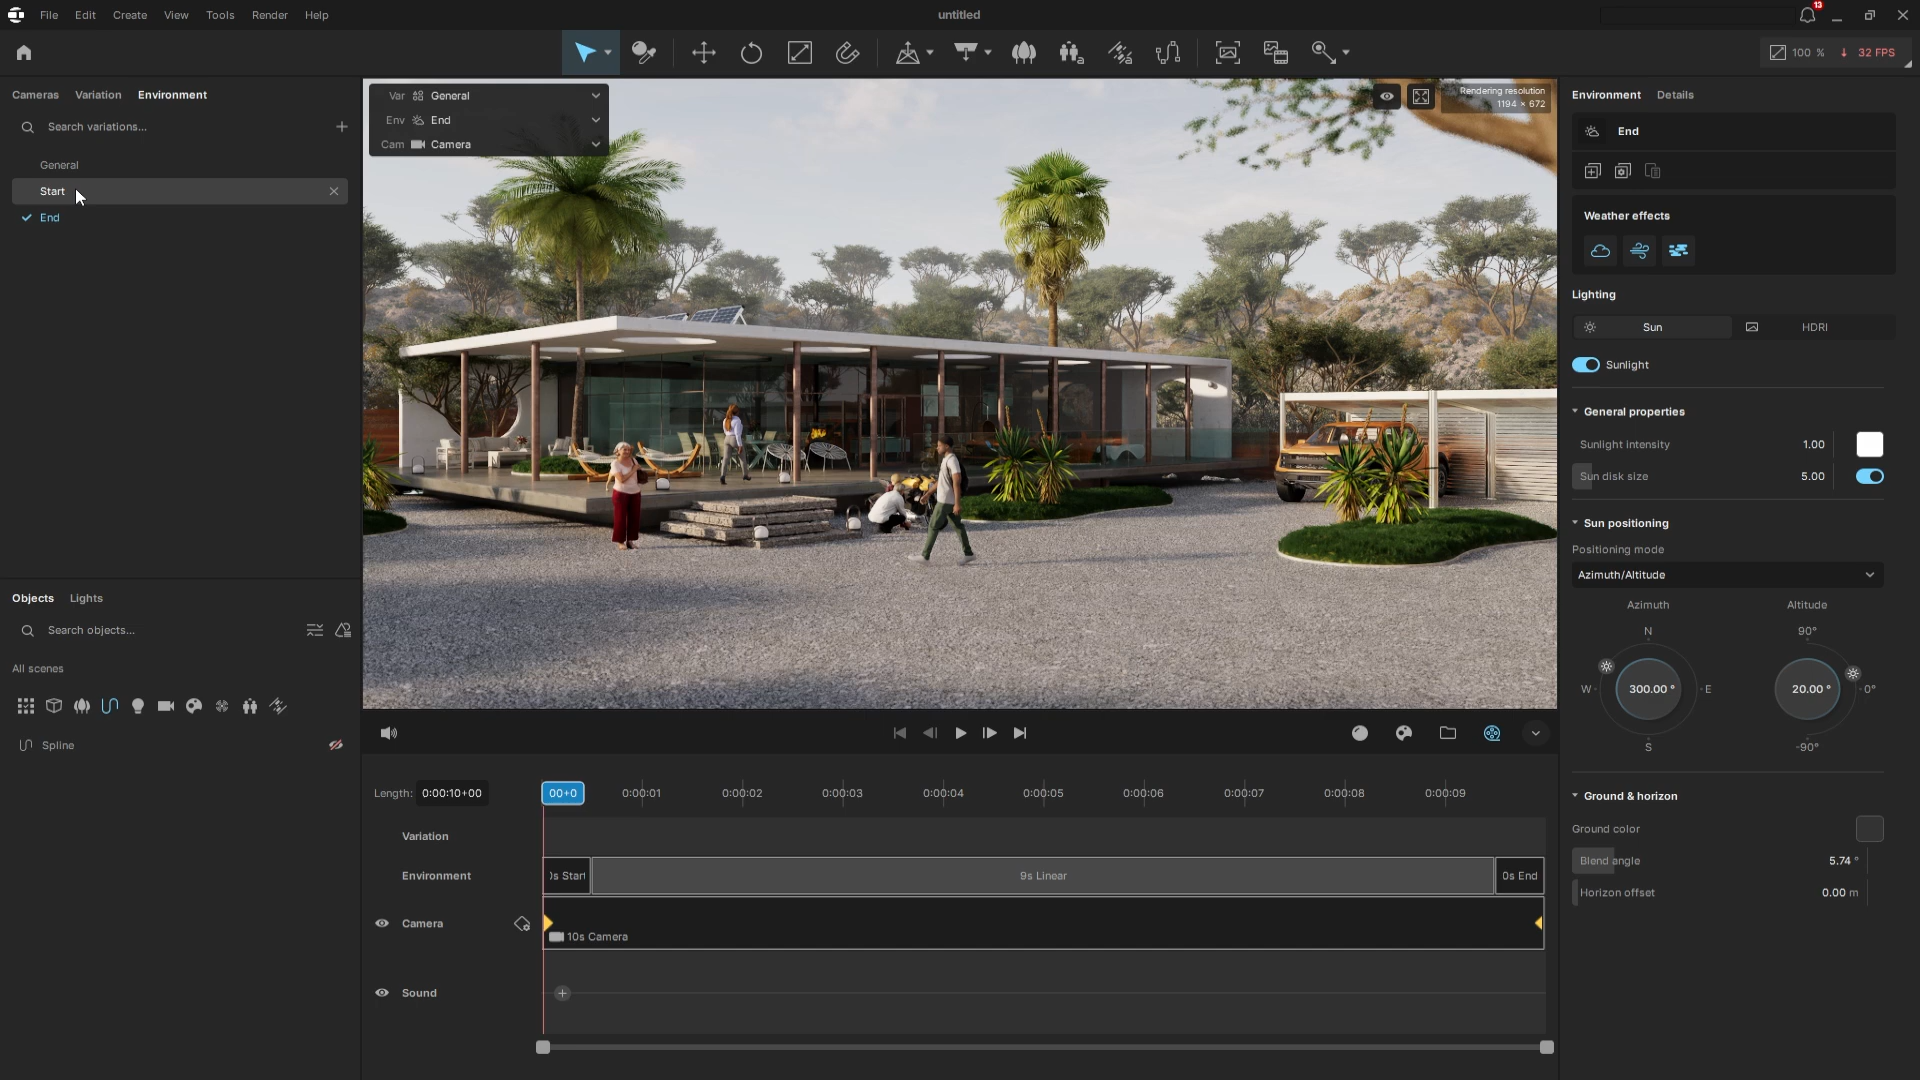 File Edit Create View Tools Render Help
untitled
13
100 % 32 FPS
Cameras Variation Environment
Search variations...
General
Start
End
Var General
Env End
Cam Camera
Rendering resolution
1194 × 672
Objects Lights
Search objects...
All scenes
Spline
Length: 0:00:10+00
00+0 0:00:01 0:00:02 0:00:03 0:00:04 0:00:05 0:00:06 0:00:07 0:00:08 0:00:09
Variation
Environment
0s Start 9s Linear 0s End
Camera
10s Camera
Sound
Environment Details
End
Weather effects
Lighting
Sun HDRI
Sunlight
General properties
Sunlight intensity 1.00
Sun disk size 5.00
Sun positioning
Positioning mode
Azimuth/Altitude
Azimuth Altitude
N 90°
W 300.00 ° E 20.00 ° 0°
S -90°
Ground & horizon
Ground color
Blend angle 5.74 °
Horizon offset 0.00 m